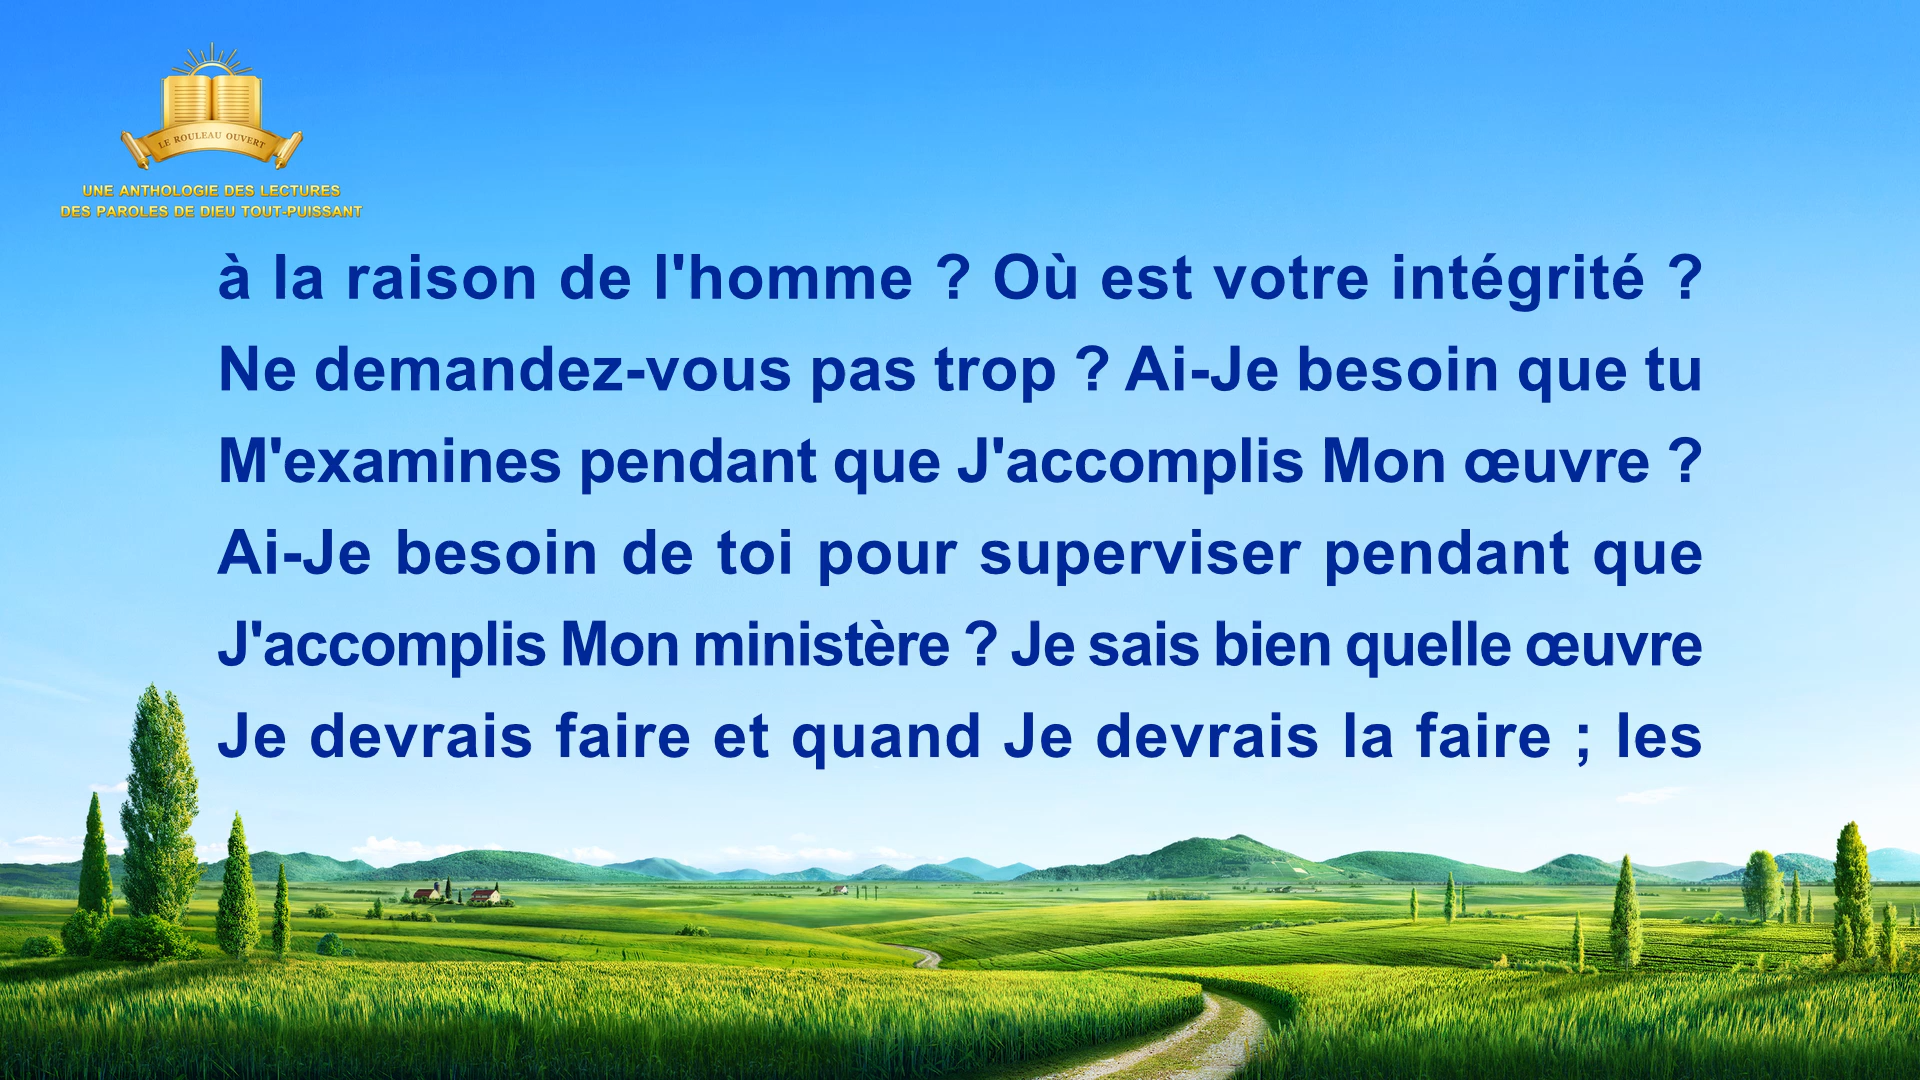 LE ROULEAU OUVERT
UNE ANTHOLOGIE DES LECTURES
DES PAROLES DE DIEU TOUT-PUISSANT
à la raison de l'homme ? Où est votre intégrité ?
Ne demandez-vous pas trop ? Ai-Je besoin que tu
M'examines pendant que J'accomplis Mon œuvre ?
Ai-Je besoin de toi pour superviser pendant que
J'accomplis Mon ministère ? Je sais bien quelle œuvre
Je devrais faire et quand Je devrais la faire ; les